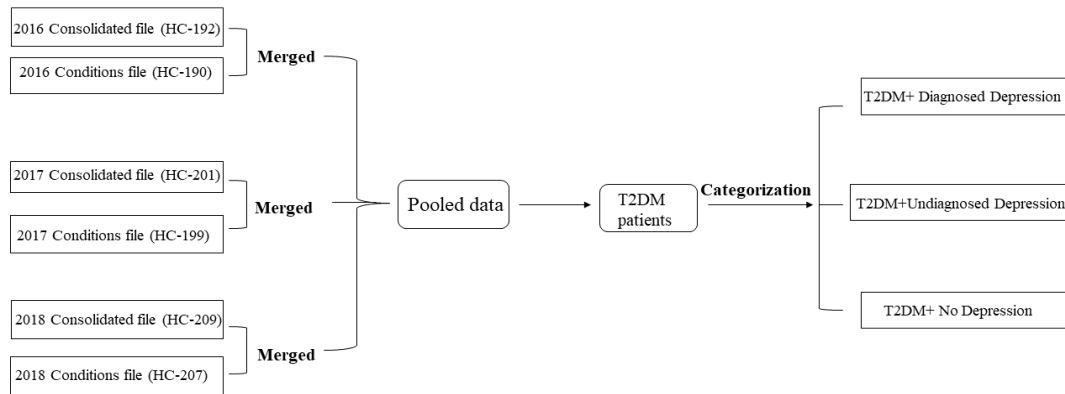 2016 Consolidated file (HC-192)
Merged
2016 Conditions file (HC-190)
2017 Consolidated file (HC-201)
Merged
2017 Conditions file (HC-199)
2018 Consolidated file (HC-209)
Merged
2018 Conditions file (HC-207)
Pooled data
T2DM
patients
Categorization
T2DM+ Diagnosed Depression
T2DM+Undiagnosed Depression
T2DM+ No Depression